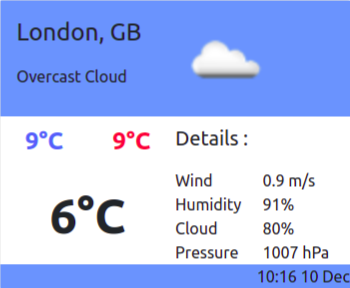 London, GB
Overcast Cloud
9°C 9°C
Details :
6°C
Wind 0.9 m/s
Humidity 91%
Cloud 80%
Pressure 1007 hPa
10:16 10 Dec